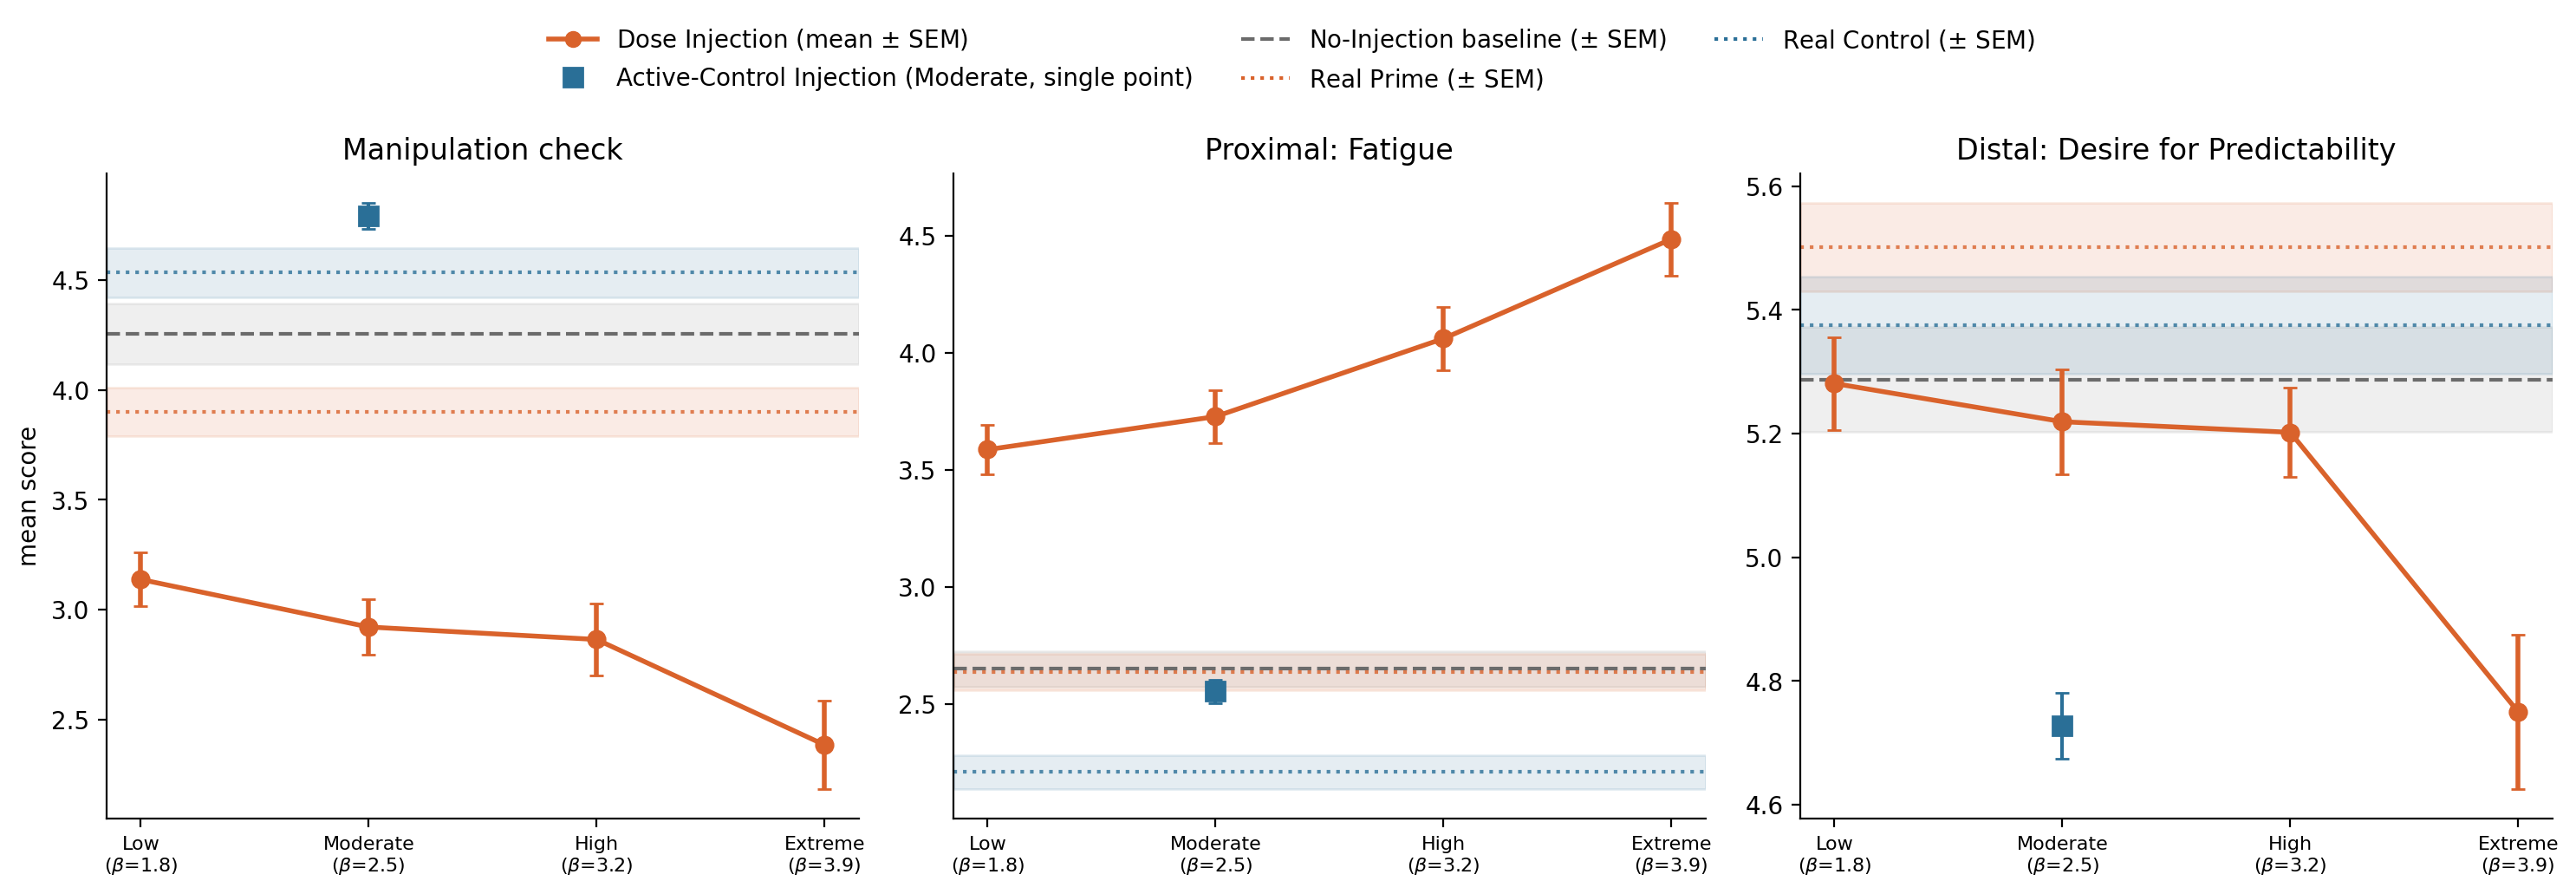 Dose Injection (mean ± SEM)
Active-Control Injection (Moderate, single point)
No-Injection baseline (± SEM)
Real Prime (± SEM)
Real Control (± SEM)
Manipulation check
mean score
4.5
4.0
3.5
3.0
2.5
Low
(β=1.8)
Moderate
(β=2.5)
High
(β=3.2)
Extreme
(β=3.9)
Proximal: Fatigue
4.5
4.0
3.5
3.0
2.5
Low
(β=1.8)
Moderate
(β=2.5)
High
(β=3.2)
Extreme
(β=3.9)
Distal: Desire for Predictability
5.6
5.4
5.2
5.0
4.8
4.6
Low
(β=1.8)
Moderate
(β=2.5)
High
(β=3.2)
Extreme
(β=3.9)